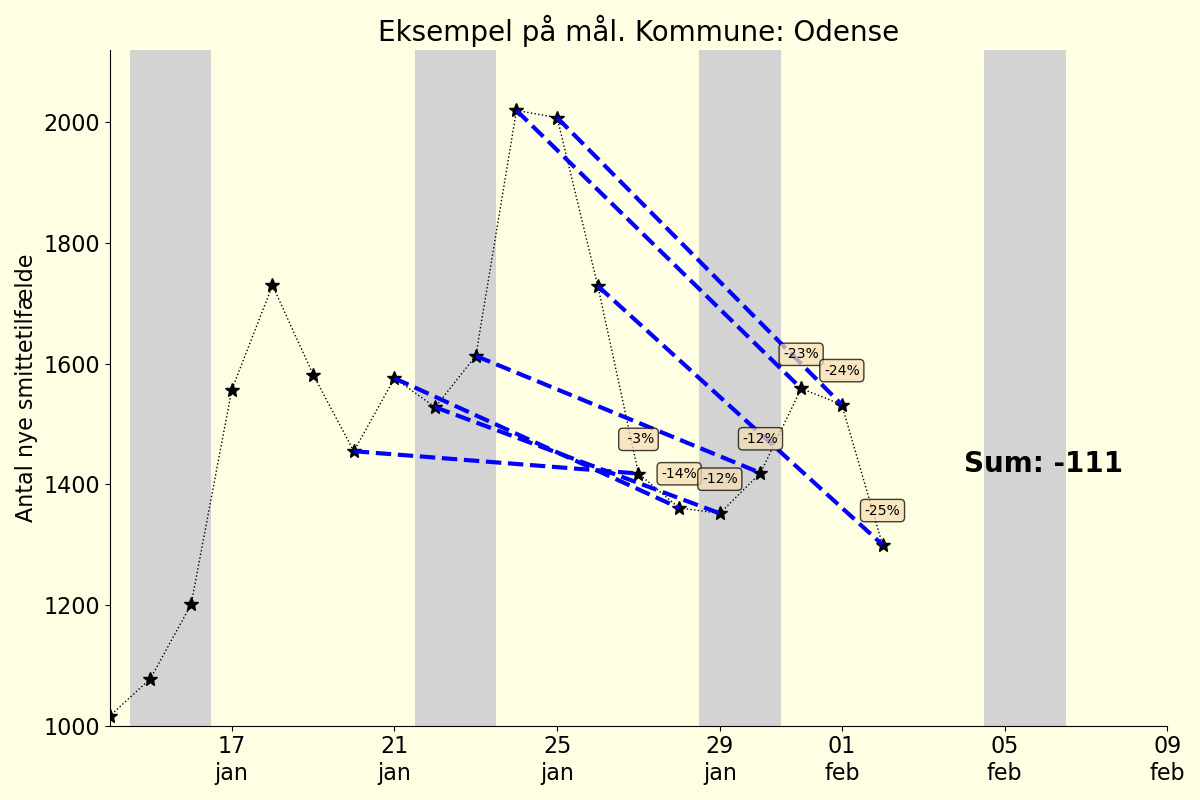 Eksempel på mål. Kommune: Odense
Antal nye smittetilfælde
2000
1800
1600
1400
1200
1000
-23%
-24%
-3%
-12%
-14%
-12%
-25%
Sum: -111
17
jan
21
jan
25
jan
29
jan
01
feb
05
feb
09
feb